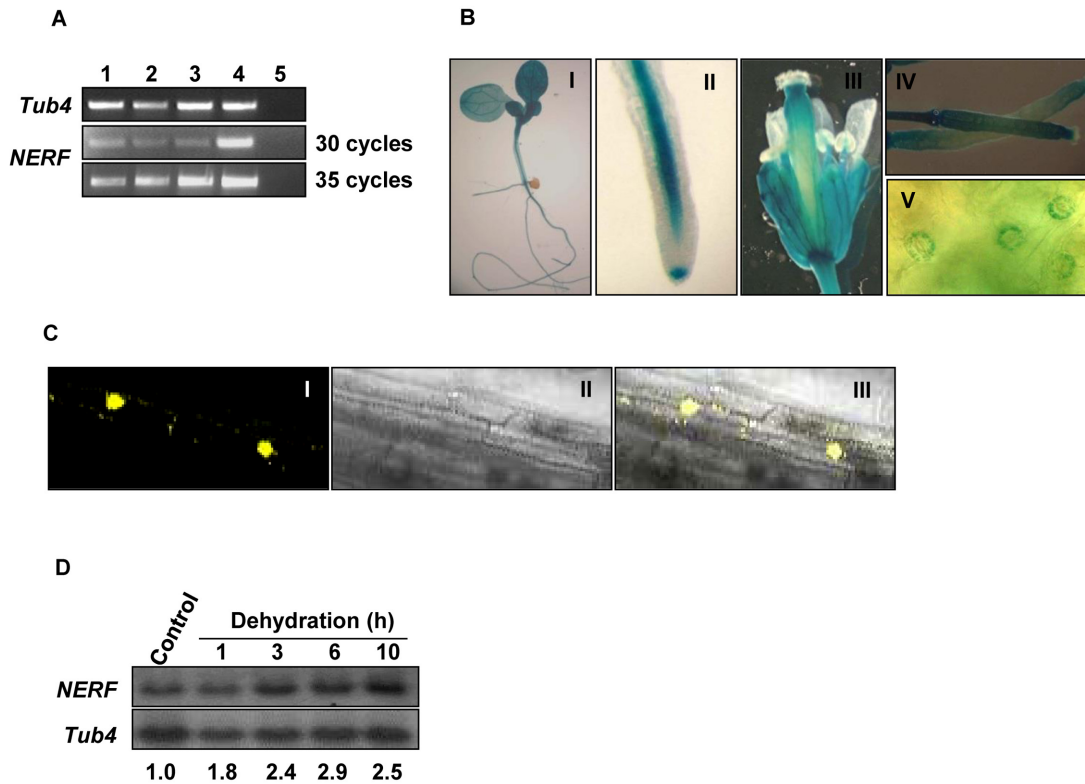 A
1 2 3 4 5
Tub4
NERF
30 cycles
35 cycles
B
I
II
III
IV
V
C
I
II
III
D
Control
Dehydration (h)
1 3 6 10
NERF
Tub4
1.0 1.8 2.4 2.9 2.5